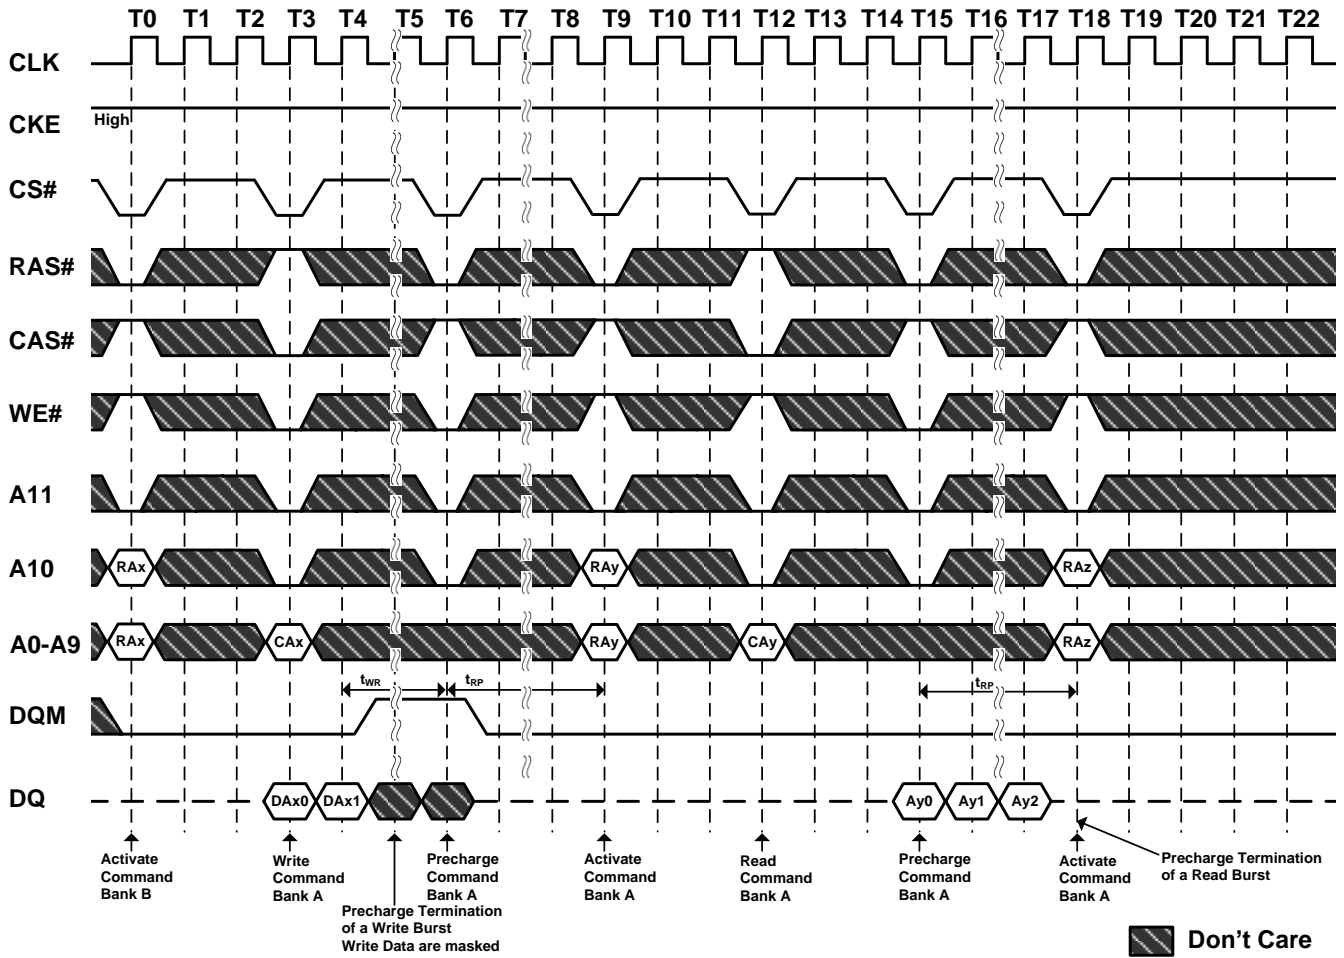 T0 T1 T2 T3 T4 T5 T6 T7 T8 T9 T10 T11 T12 T13 T14 T15 T16 T17 T18 T19 T20 T21 T22
CLK
CKE
High
CS#
RAS#
CAS#
WE#
A11
A10
RAx RAy RAz
A0-A9
RAx CAx RAy CAy RAz
tWR tRP tRP
DQM
DQ
DAx0 DAx1 Ay0 Ay1 Ay2
Activate
Command
Bank B
Write
Command
Bank A
Precharge Termination
of a Write Burst
Write Data are masked
Precharge
Command
Bank A
Activate
Command
Bank A
Read
Command
Bank A
Precharge
Command
Bank A
Activate
Command
Bank A
Precharge Termination
of a Read Burst
Don't Care